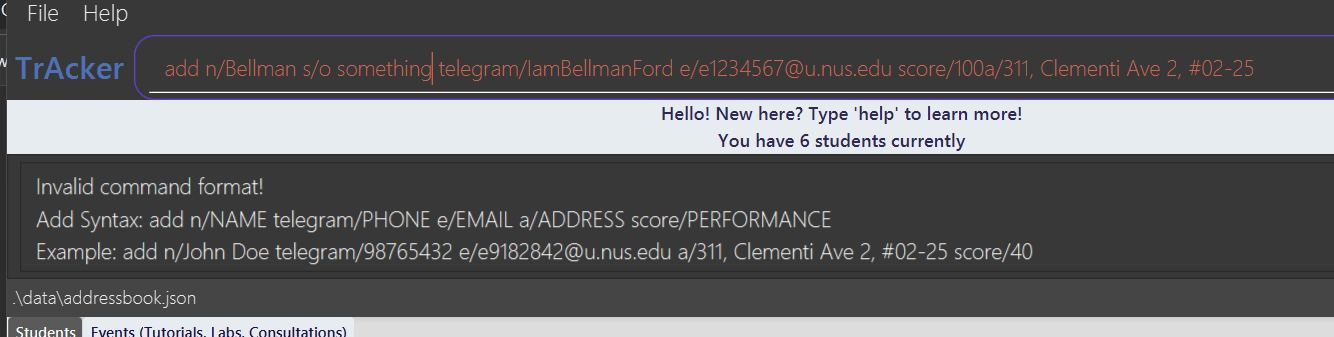 File Help
TrAcker add n/Bellman s/o something telegram/IamBellmanFord e/e1234567@u.nus.edu score/100a/311, Clementi Ave 2, #02-25
Hello! New here? Type 'help' to learn more!
You have 6 students currently
Invalid command format!
Add Syntax: add n/NAME telegram/PHONE e/EMAIL a/ADDRESS score/PERFORMANCE
Example: add n/John Doe telegram/98765432 e/e9182842@u.nus.edu a/311, Clementi Ave 2, #02-25 score/40
.\data\addressbook.json
Students Events (Tutorials, Labs, Consultations)